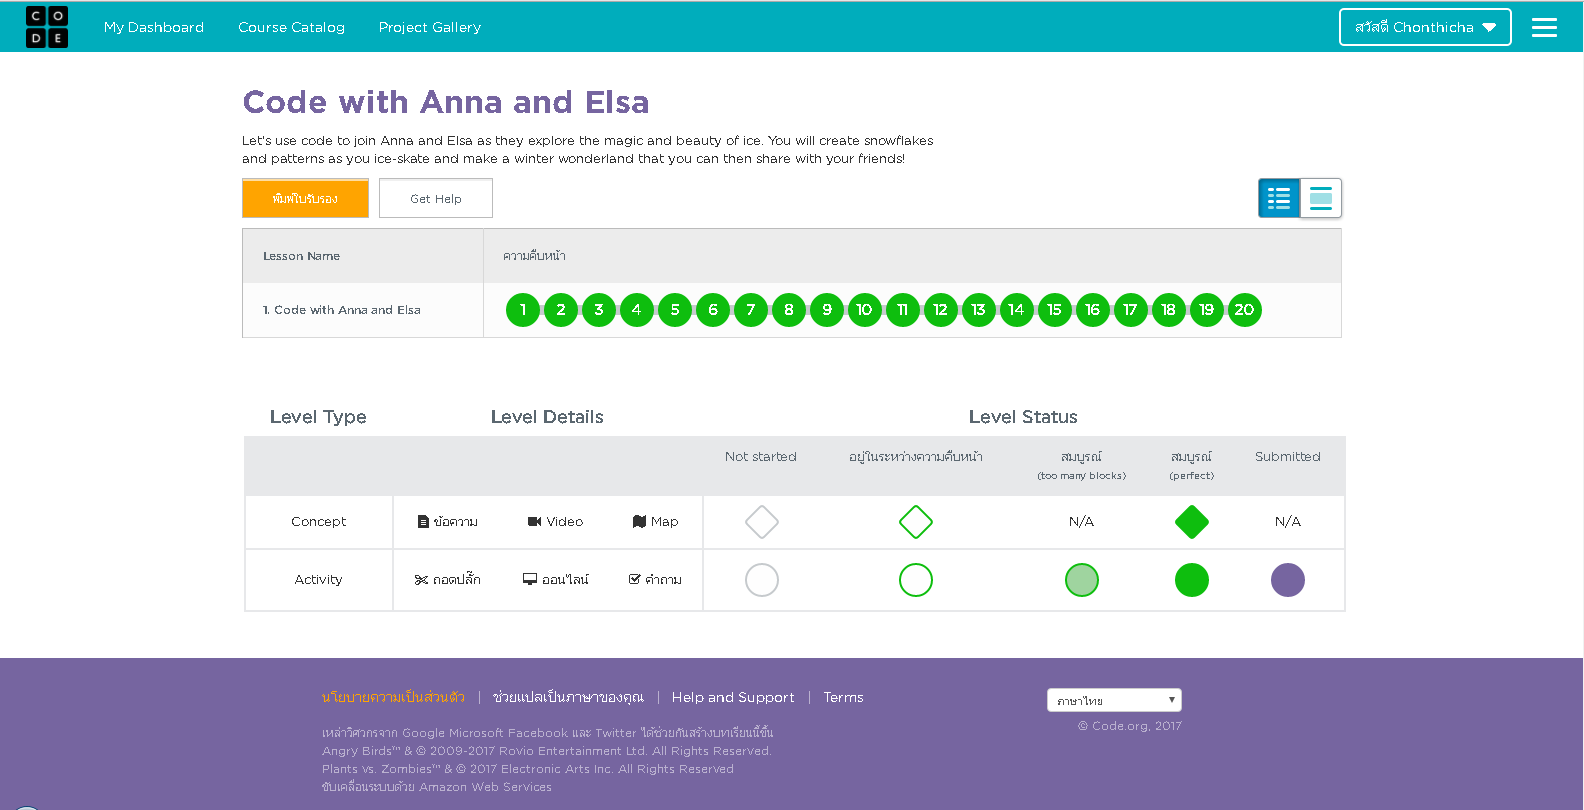 CODE
My Dashboard Course Catalog Project Gallery สวัสดี Chonthicha
Code with Anna and Elsa
Let's use code to join Anna and Elsa as they explore the magic and beauty of ice. You will create snowflakes
and patterns as you ice-skate and make a winter wonderland that you can then share with your friends!
พิมพ์ใบรับรอง Get Help
Lesson Name ความคืบหน้า
1. Code with Anna and Elsa 1 2 3 4 5 6 7 8 9 10 11 12 13 14 15 16 17 18 19 20
Level Type Level Details Level Status
Not started อยู่ในระหว่างความคืบหน้า สมบูรณ์ สมบูรณ์ Submitted
(too many blocks) (perfect)
Concept ข้อความ Video Map N/A N/A
Activity ถอดปลั๊ก ออนไลน์ คำถาม
นโยบายความเป็นส่วนตัว | ช่วยแปลเป็นภาษาของคุณ | Help and Support | Terms ภาษาไทย
© Code.org, 2017
เหล่าวิศวกรจาก Google Microsoft Facebook และ Twitter ได้ช่วยกันสร้างบทเรียนนี้ขึ้น
Angry Birds™ & © 2009-2017 Rovio Entertainment Ltd. All Rights Reserved.
Plants vs. Zombies™ & © 2017 Electronic Arts Inc. All Rights Reserved
ขับเคลื่อนระบบด้วย Amazon Web Services